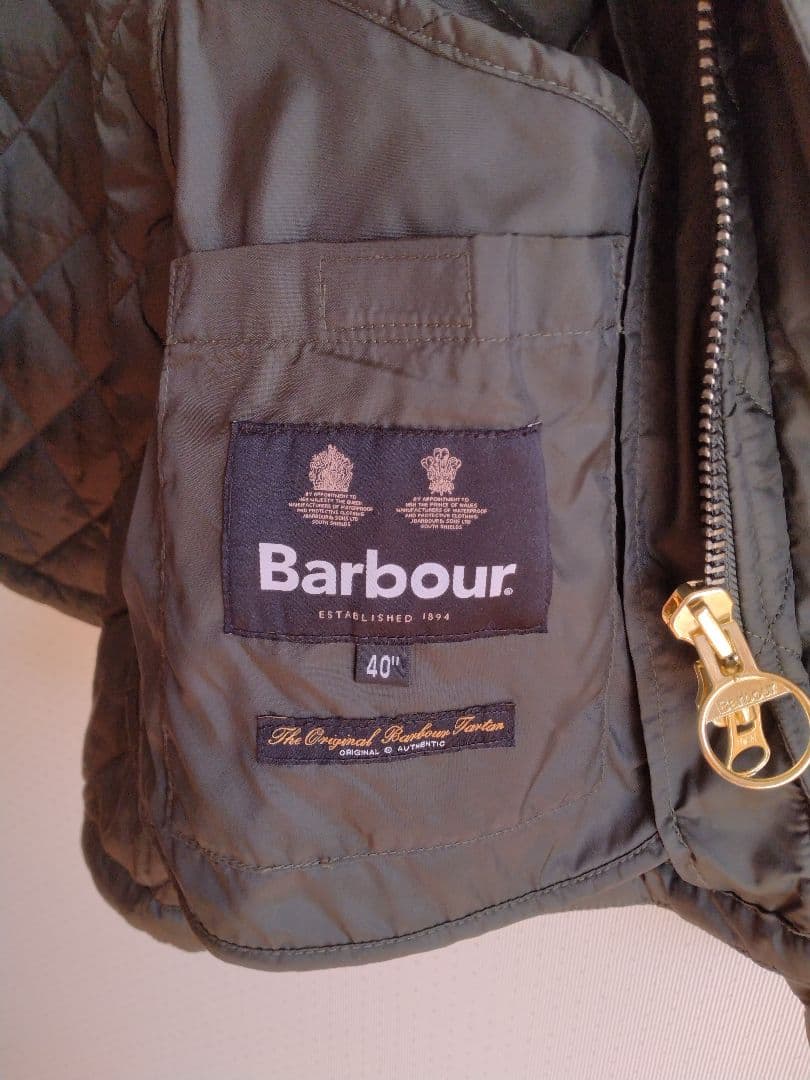 BY APPOINTMENT TO
HER MAJESTY THE QUEEN
MANUFACTURERS OF WATERPROOF
AND PROTECTIVE CLOTHING
J.BARBOUR & SONS LTD
SOUTH SHIELDS
BY APPOINTMENT TO
HRH THE PRINCE OF WALES
MANUFACTURERS OF WATERPROOF
AND PROTECTIVE CLOTHING
J.BARBOUR & SONS LTD
SOUTH SHIELDS
Barbour®
ESTABLISHED 1894
40"
The Original Barbour Tartan
ORIGINAL © AUTHENTIC
Barbour